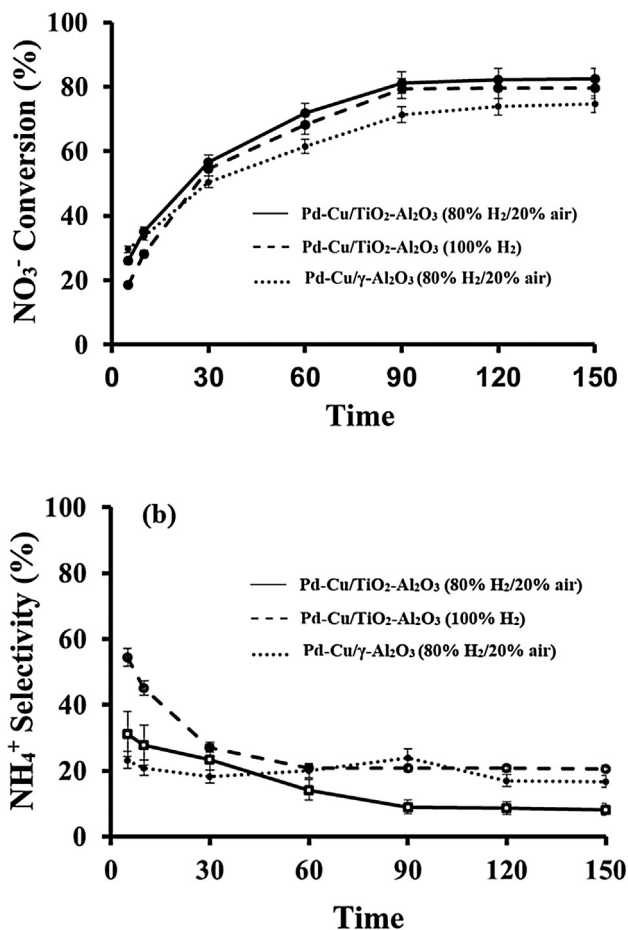 NO₃⁻ Conversion (%)
100
80
60
40
20
0
Pd-Cu/TiO₂-Al₂O₃ (80% H₂/20% air)
Pd-Cu/TiO₂-Al₂O₃ (100% H₂)
Pd-Cu/γ-Al₂O₃ (80% H₂/20% air)
0 30 60 90 120 150
Time
NH₄⁺ Selectivity (%)
100
80
60
40
20
0
(b)
Pd-Cu/TiO₂-Al₂O₃ (80% H₂/20% air)
Pd-Cu/TiO₂-Al₂O₃ (100% H₂)
Pd-Cu/γ-Al₂O₃ (80% H₂/20% air)
0 30 60 90 120 150
Time